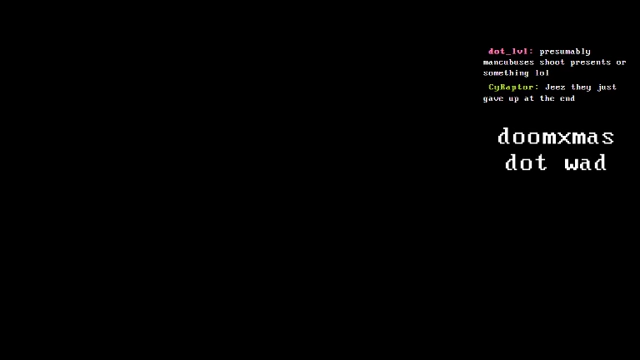 dot_lvl: presumably
mancubuses shoot presents or
something lol
CyRaptor: Jeez they just
gave up at the end
doomxmas
dot wad